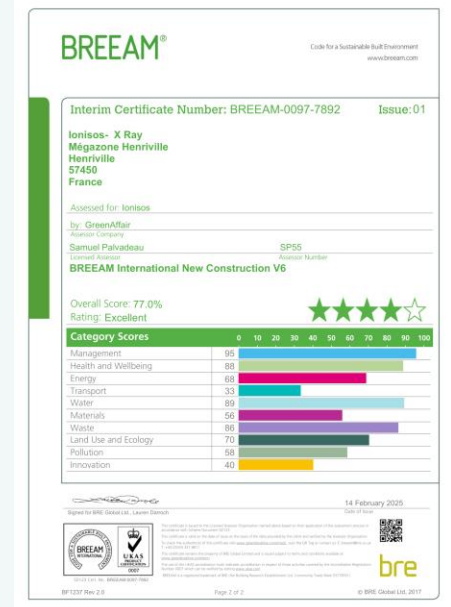 BREEAM®
Code for a Sustainable Built Environment
www.breeam.com
Interim Certificate Number: BREEAM-0097-7892 Issue:01
Ionisos- X Ray
Mégazone Henriville
Henriville
57450
France
Assessed for: Ionisos
by: GreenAffair
Assessor Company
Samuel Palvadeau SP55
Licensed Assessor Assessor Number
BREEAM International New Construction V6
Overall Score: 77.0%
Rating: Excellent
Category Scores 0 10 20 30 40 50 60 70 80 90 100
Management 95
Health and Wellbeing 88
Energy 68
Transport 33
Water 89
Materials 56
Waste 86
Land Use and Ecology 70
Pollution 58
Innovation 40
14 February 2025
Signed for BRE Global Ltd., Lauren Darroch Date of Issue
BREEAM
UKAS
PRODUCT CERTIFICATION
0007
bre
BF1237 Rev 2.0 Page 2 of 2 © BRE Global Ltd, 2017